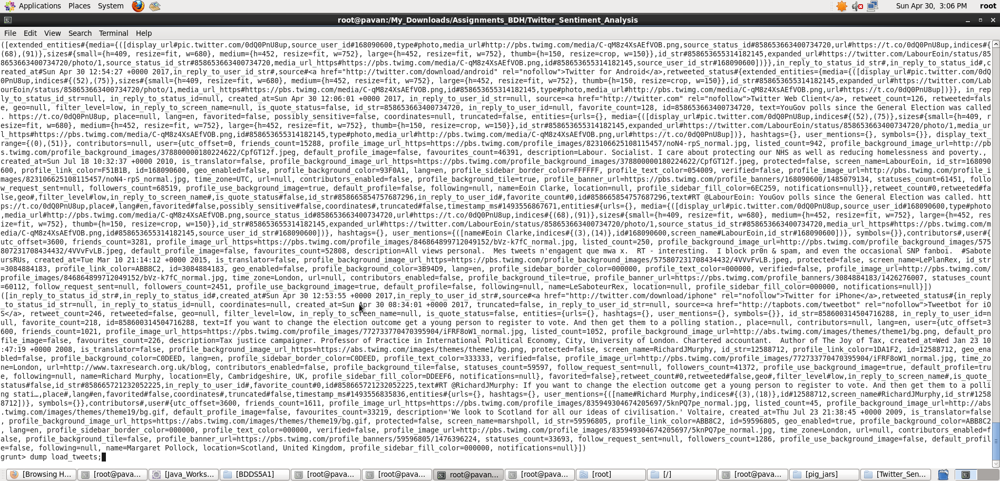 Applications Places System
Sun Apr 30, 3:06 PM root
root@pavan:/My_Downloads/Assignments_BDH/Twitter_Sentiment_Analysis
File Edit View Search Terminal Help
([extended_entities#{media={([display_url#pic.twitter.com/0dQ0PnU8up,source_user_id#168090600,type#photo,media_url#http://pbs.twimg.com/media/C-qM8z4XsAEfVOB.png,source_status_id#858653663400734720,url#https://t.co/0dQ0PnU8up,indices#{
(68),(91)},sizes#{small={h=409, resize=fit, w=680}, medium={h=452, resize=fit, w=752}, large={h=452, resize=fit, w=752}, thumb={h=150, resize=crop, w=150}},id_str#858653655314182145,expanded_url#https://twitter.com/LabourEoin/status/85
8653663400734720/photo/1,source_status_id_str#858653663400734720,media_url_https#https://pbs.twimg.com/media/C-qM8z4XsAEfVOB.png,id#858653655314182145,source_user_id_str#168090600])}},in_reply_to_status_id_str#,in_reply_to_status_id#,c
reated_at#Sun Apr 30 12:54:27 +0000 2017,in_reply_to_user_id_str#,source#<a href="http://twitter.com/download/android" rel="nofollow">Twitter for Android</a>,retweeted_status#{extended_entities={media={([display_url#pic.twitter.com/0dQ
0PnU8up,indices#{(52),(75)},sizes#{small={h=409, resize=fit, w=680}, medium={h=452, resize=fit, w=752}, large={h=452, resize=fit, w=752}, thumb={h=150, resize=crop, w=150}},id_str#858653655314182145,expanded_url#https://twitter.com/Lab
ourEoin/status/858653663400734720/photo/1,media_url_https#https://pbs.twimg.com/media/C-qM8z4XsAEfVOB.png,id#858653655314182145,type#photo,media_url#http://pbs.twimg.com/media/C-qM8z4XsAEfVOB.png,url#https://t.co/0dQ0PnU8up])}}, in_rep
ly_to_status_id_str=null, in_reply_to_status_id=null, created_at=Sun Apr 30 12:06:01 +0000 2017, in_reply_to_user_id_str=null, source=<a href="http://twitter.com" rel="nofollow">Twitter Web Client</a>, retweet_count=126, retweeted=fals
e, geo=null, filter_level=low, in_reply_to_screen_name=null, is_quote_status=false, id_str=858653663400734720, in_reply_to_user_id=null, favorite_count=128, id=858653663400734720, text=YouGov polls since the General Election was called
. https://t.co/0dQ0PnU8up, place=null, lang=en, favorited=false, possibly_sensitive=false, coordinates=null, truncated=false, entities={urls={}, media={([display_url#pic.twitter.com/0dQ0PnU8up,indices#{(52),(75)},sizes#{small={h=409, r
esize=fit, w=680}, medium={h=452, resize=fit, w=752}, large={h=452, resize=fit, w=752}, thumb={h=150, resize=crop, w=150}},id_str#858653655314182145,expanded_url#https://twitter.com/LabourEoin/status/858653663400734720/photo/1,media_ur
l_https#https://pbs.twimg.com/media/C-qM8z4XsAEfVOB.png,id#858653655314182145,type#photo,media_url#http://pbs.twimg.com/media/C-qM8z4XsAEfVOB.png,url#https://t.co/0dQ0PnU8up])}, hashtags={}, user_mentions={}, symbols={}}, display_text_
range={(0),(51)}, contributors=null, user={utc_offset=0, friends_count=15288, profile_image_url_https=https://pbs.twimg.com/profile_images/823106625108115457/noN4-rpS_normal.jpg, listed_count=942, profile_background_image_url=http://pb
s.twimg.com/profile_background_images/378800000180224622/CpfGT12f.jpeg, default_profile_image=false, favourites_count=46391, description=Labour. Socialist. I care about protecting our NHS as well as reducing homelessness and poverty.,
created_at=Sun Jul 18 10:32:37 +0000 2010, is_translator=false, profile_background_image_url_https=https://pbs.twimg.com/profile_background_images/378800000180224622/CpfGT12f.jpeg, protected=false, screen_name=LabourEoin, id_str=168090
600, profile_link_color=F51B1B, id=168090600, geo_enabled=false, profile_background_color=93F0A1, lang=en, profile_sidebar_border_color=FFFFFF, profile_text_color=054009, verified=false, profile_image_url=http://pbs.twimg.com/profile_i
mages/823106625108115457/noN4-rpS_normal.jpg, time_zone=UTC, url=null, contributors_enabled=false, profile_background_tile=true, profile_banner_url=https://pbs.twimg.com/profile_banners/168090600/1485079134, statuses_count=61451, follo
w_request_sent=null, followers_count=68519, profile_use_background_image=true, default_profile=false, following=null, name=Eoin Clarke, location=null, profile_sidebar_fill_color=6EC259, notifications=null}},retweet_count#0,retweeted#fa
lse,geo#,filter_level#low,in_reply_to_screen_name#,is_quote_status#false,id_str#858665854757687296,in_reply_to_user_id#,favorite_count#0,id#858665854757687296,text#RT @LabourEoin: YouGov polls since the General Election was called. htt
ps://t.co/0dQ0PnU8up,place#,lang#en,favorited#false,possibly_sensitive#false,coordinates#,truncated#false,timestamp_ms#1493556867671,entities#{urls={}, media={([display_url#pic.twitter.com/0dQ0PnU8up,source_user_id#168090600,type#photo
,media_url#http://pbs.twimg.com/media/C-qM8z4XsAEfVOB.png,source_status_id#858653663400734720,url#https://t.co/0dQ0PnU8up,indices#{(68),(91)},sizes#{small={h=409, resize=fit, w=680}, medium={h=452, resize=fit, w=752}, large={h=452, res
ize=fit, w=752}, thumb={h=150, resize=crop, w=150}},id_str#858653655314182145,expanded_url#https://twitter.com/LabourEoin/status/858653663400734720/photo/1,source_status_id_str#858653663400734720,media_url_https#https://pbs.twimg.com/m
edia/C-qM8z4XsAEfVOB.png,id#858653655314182145,source_user_id_str#168090600])}, hashtags={}, user_mentions={([name#Eoin Clarke,indices#{(3),(14)},id#168090600,screen_name#LabourEoin,id_str#168090600])}, symbols={}},contributors#,user#{
utc_offset=3600, friends_count=3281, profile_image_url_https=https://pbs.twimg.com/profile_images/846864899712049152/bVz-k7fC_normal.jpg, listed_count=250, profile_background_image_url=http://pbs.twimg.com/profile_background_images/575
807231708434432/4VVvFvLB.jpeg, default_profile_image=false, favourites_count=52808, description=All views personal.  Mes tweets n'engagent que mwa x.  RT - interesting.  I block pr0n & spam, and even the occasional SNP fanboi.  #Sabote
ursRUs, created_at=Tue Mar 10 21:14:12 +0000 2015, is_translator=false, profile_background_image_url_https=https://pbs.twimg.com/profile_background_images/575807231708434432/4VVvFvLB.jpeg, protected=false, screen_name=LePlanRex, id_str
=3084884183, profile_link_color=ABB8C2, id=3084884183, geo_enabled=false, profile_background_color=3B94D9, lang=en, profile_sidebar_border_color=000000, profile_text_color=000000, verified=false, profile_image_url=http://pbs.twimg.com/
profile_images/846864899712049152/bVz-k7fC_normal.jpg, time_zone=London, url=null, contributors_enabled=false, profile_background_tile=true, profile_banner_url=https://pbs.twimg.com/profile_banners/3084884183/1426276007, statuses_count
=60112, follow_request_sent=null, followers_count=2451, profile_use_background_image=true, default_profile=false, following=null, name=LeSaboteurRex, location=null, profile_sidebar_fill_color=000000, notifications=null}])
([in_reply_to_status_id_str#,in_reply_to_status_id#,created_at#Sun Apr 30 12:53:55 +0000 2017,in_reply_to_user_id_str#,source#<a href="http://twitter.com/download/iphone" rel="nofollow">Twitter for iPhone</a>,retweeted_status#{in_reply
_to_status_id_str=null, in_reply_to_status_id=null, coordinates=null, created_at=Sun Apr 30 08:34:01 +0000 2017, truncated=false, in_reply_to_user_id_str=null, source=<a href="http://tapbots.com/tweetbot" rel="nofollow">Tweetbot for iO
S</a>, retweet_count=246, retweeted=false, geo=null, filter_level=low, in_reply_to_screen_name=null, is_quote_status=false, entities={urls={}, hashtags={}, user_mentions={}, symbols={}}, id_str=858600314504716288, in_reply_to_user_id=n
ull, favorite_count=218, id=858600314504716288, text=If you want to change the election outcome get a young person to register to vote. And then get them to a polling station., place=null, contributors=null, lang=en, user={utc_offset=3
600, friends_count=1021, profile_image_url_https=https://pbs.twimg.com/profile_images/772733770470395904/iFRF8oW1_normal.jpg, listed_count=1052, profile_background_image_url=http://abs.twimg.com/images/themes/theme1/bg.png, default_pro
file_image=false, favourites_count=226, description=Tax justice campaigner. Professor of Practice in International Political Economy, City, University of London. Chartered accountant.  Author of The Joy of Tax, created_at=Wed Jan 23 10
:47:19 +0000 2008, is_translator=false, profile_background_image_url_https=https://abs.twimg.com/images/themes/theme1/bg.png, protected=false, screen_name=RichardJMurphy, id_str=12588712, profile_link_color=1DA1F2, id=12588712, geo_ena
bled=false, profile_background_color=C0DEED, lang=en, profile_sidebar_border_color=C0DEED, profile_text_color=333333, verified=false, profile_image_url=http://pbs.twimg.com/profile_images/772733770470395904/iFRF8oW1_normal.jpg, time_zo
ne=London, url=http://www.taxresearch.org.uk/blog, contributors_enabled=false, profile_background_tile=false, statuses_count=59597, follow_request_sent=null, followers_count=41372, profile_use_background_image=true, default_profile=tru
e, following=null, name=Richard Murphy, location=Ely, Cambridgeshire, UK, profile_sidebar_fill_color=DDEEF6, notifications=null}, favorited=false},retweet_count#0,retweeted#false,geo#,filter_level#low,in_reply_to_screen_name#,is_quote_
status#false,id_str#858665721232052225,in_reply_to_user_id#,favorite_count#0,id#858665721232052225,text#RT @RichardJMurphy: If you want to change the election outcome get a young person to register to vote. And then get them to a polli
ng stati…,place#,lang#en,favorited#false,coordinates#,truncated#false,timestamp_ms#1493556835836,entities#{urls={}, hashtags={}, user_mentions={([name#Richard Murphy,indices#{(3),(18)},id#12588712,screen_name#RichardJMurphy,id_str#1258
8712])}, symbols={}},contributors#,user#{utc_offset=3600, friends_count=1611, profile_image_url_https=https://pbs.twimg.com/profile_images/835949304674205697/5knPQ7pe_normal.jpg, listed_count=45, profile_background_image_url=http://abs
.twimg.com/images/themes/theme19/bg.gif, default_profile_image=false, favourites_count=33219, description='We look to Scotland for all our ideas of civilisation.' Voltaire, created_at=Thu Jul 23 21:38:45 +0000 2009, is_translator=false
, profile_background_image_url_https=https://abs.twimg.com/images/themes/theme19/bg.gif, protected=false, screen_name=marshpoll, id_str=59596805, profile_link_color=ABB8C2, id=59596805, geo_enabled=true, profile_background_color=ABB8C2
, lang=en, profile_sidebar_border_color=000000, profile_text_color=000000, verified=false, profile_image_url=http://pbs.twimg.com/profile_images/835949304674205697/5knPQ7pe_normal.jpg, time_zone=London, url=null, contributors_enabled=f
alse, profile_background_tile=false, profile_banner_url=https://pbs.twimg.com/profile_banners/59596805/1476396224, statuses_count=33693, follow_request_sent=null, followers_count=1286, profile_use_background_image=false, default_profil
e=false, following=null, name=Margaret Pollock, location=Scotland, United Kingdom, profile_sidebar_fill_color=000000, notifications=null}])
grunt> dump load_tweets;
[Browsing H... [root@pava... [Java_Works... [BDDS5A1] [root@pava... [root@pava... root@pavan... [root@pava... [root] [/] [root@pava... [pig_jars] [Twitter_Sen...